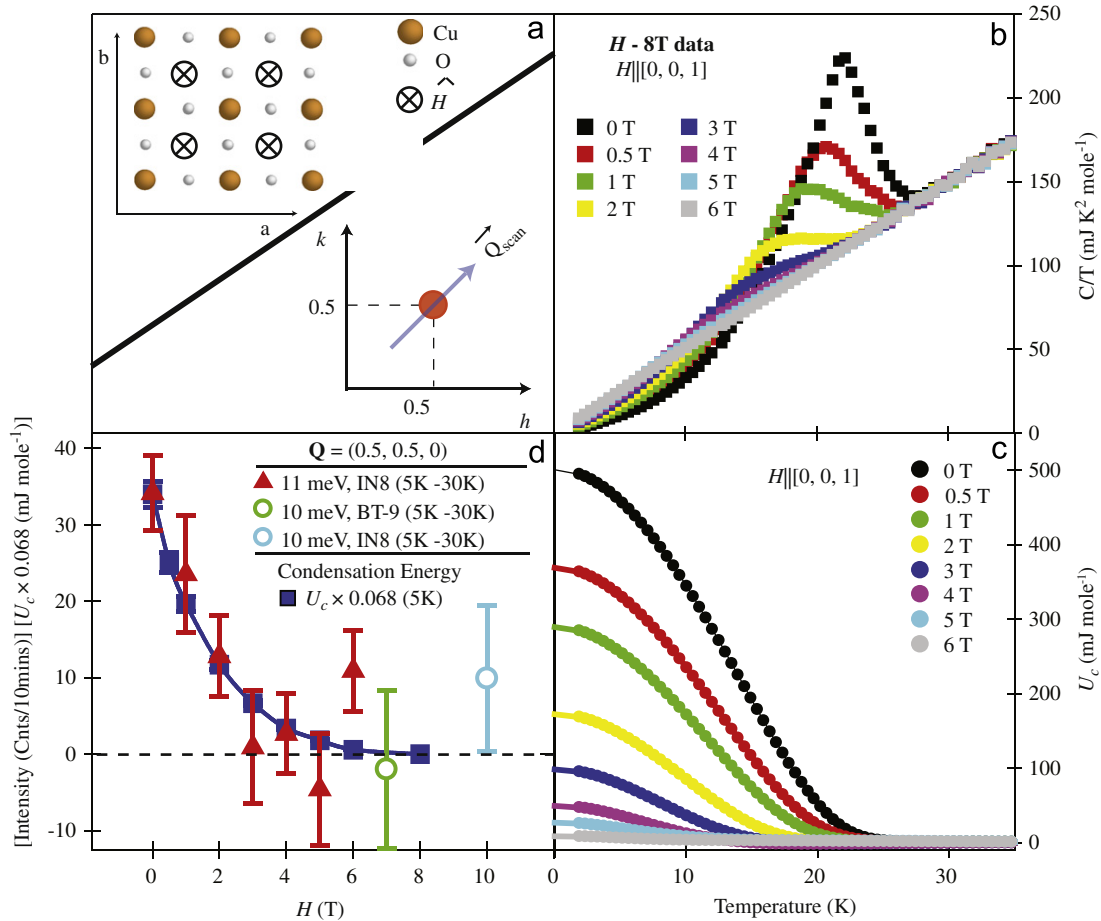 a
b
Cu
O
H
a
k
Q_scan
0.5
0.5
h
b
H - 8T data
H||[0, 0, 1]
0 T
0.5 T
1 T
2 T
3 T
4 T
5 T
6 T
250
200
150
100
50
0
C/T (mJ K² mole⁻¹)
d
Q = (0.5, 0.5, 0)
11 meV, IN8 (5K -30K)
10 meV, BT-9 (5K -30K)
10 meV, IN8 (5K -30K)
Condensation Energy
U_c × 0.068 (5K)
40
30
20
10
0
-10
[Intensity (Cnts/10mins)] [U_c × 0.068 (mJ mole⁻¹)]
0 2 4 6 8 10
H (T)
c
H||[0, 0, 1]
0 T
0.5 T
1 T
2 T
3 T
4 T
5 T
6 T
500
400
300
200
100
0
U_c (mJ mole⁻¹)
10 20 30
Temperature (K)